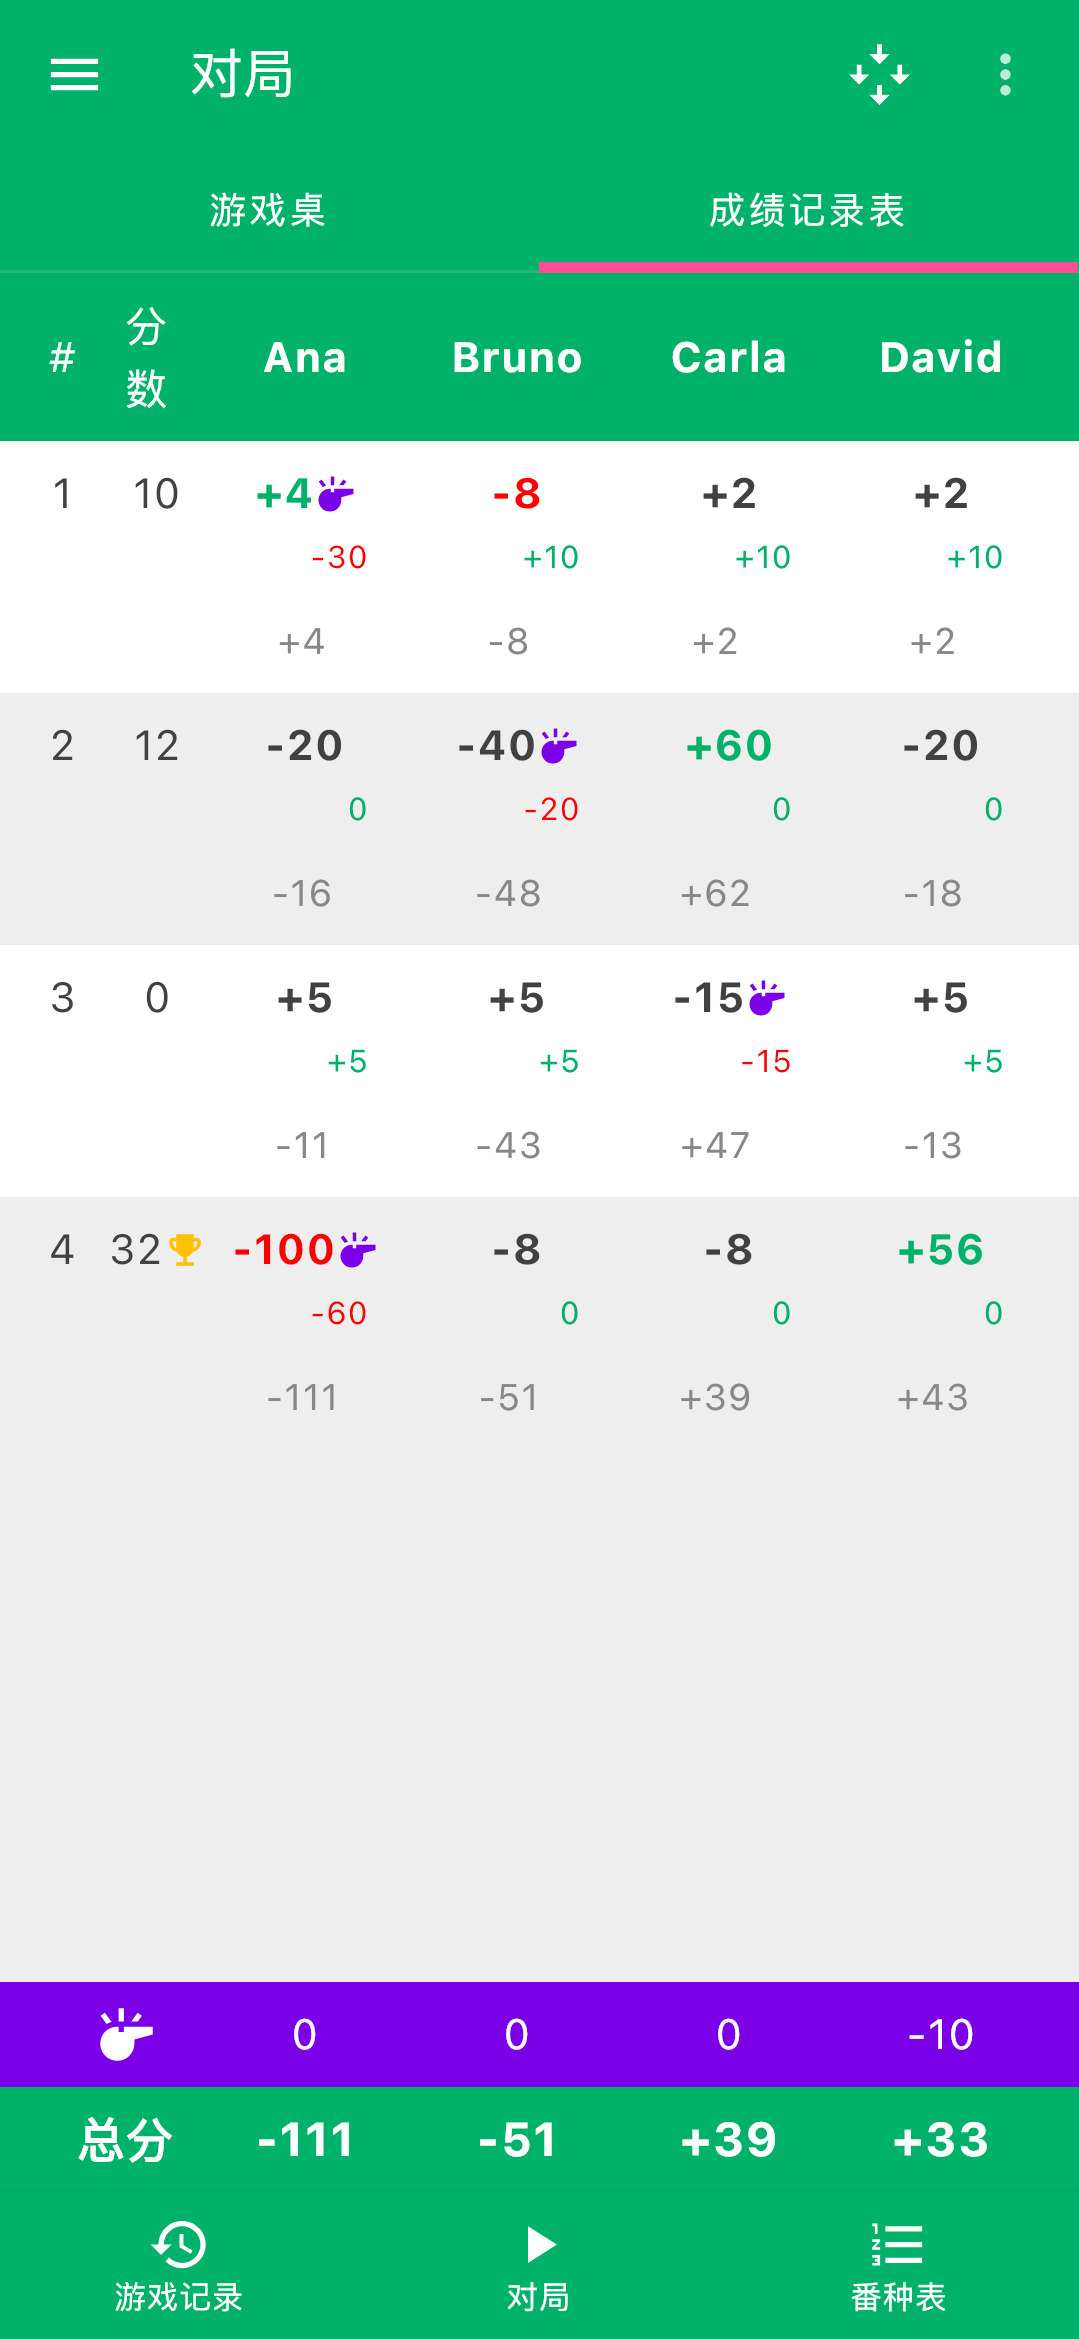 对局
游戏桌 成绩记录表
# 分数 Ana Bruno Carla David
1 10 +4 -8 +2 +2
-30 +10 +10 +10
+4 -8 +2 +2
2 12 -20 -40 +60 -20
0 -20 0 0
-16 -48 +62 -18
3 0 +5 +5 -15 +5
+5 +5 -15 +5
-11 -43 +47 -13
4 32 -100 -8 -8 +56
-60 0 0 0
-111 -51 +39 +43
0 0 0 -10
总分 -111 -51 +39 +33
游戏记录 对局 番种表